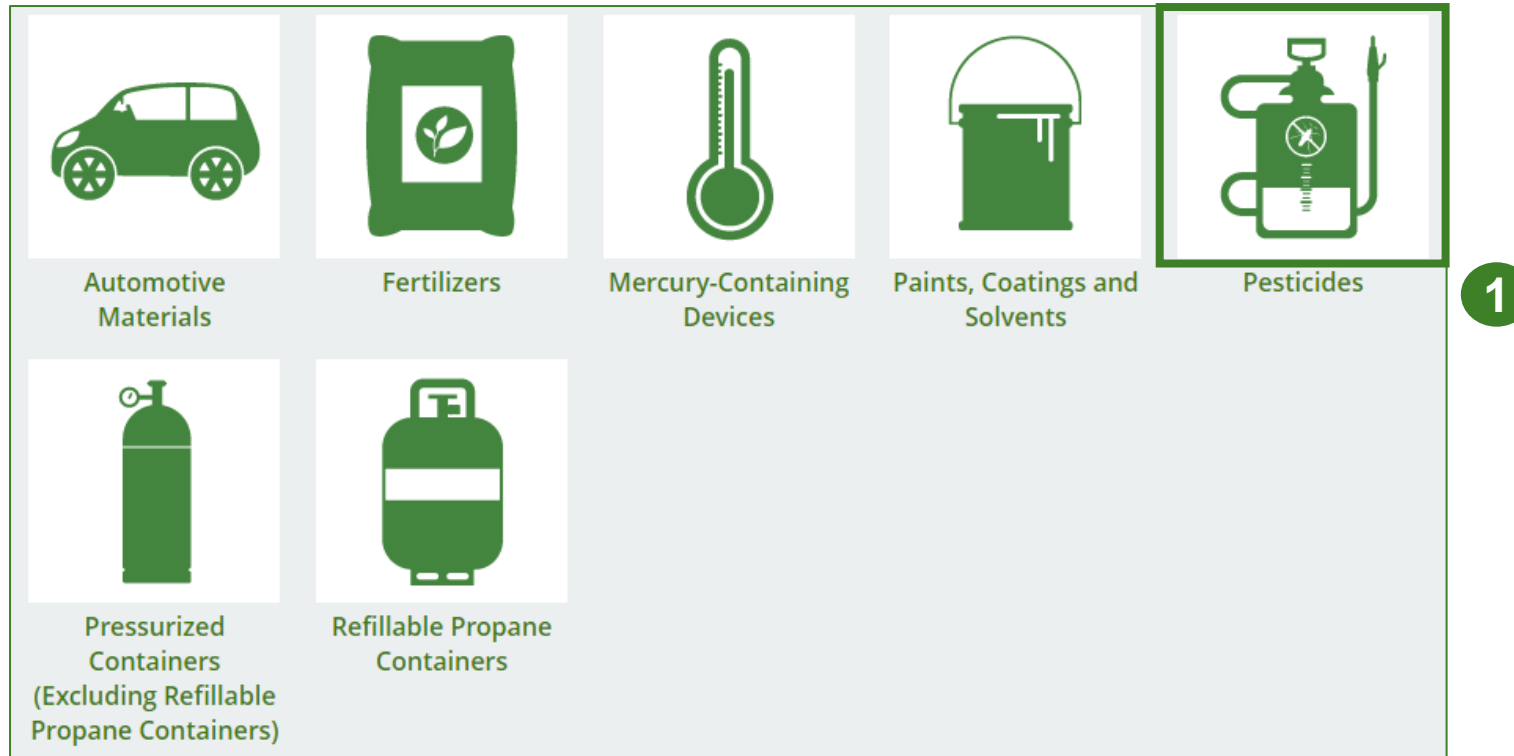 Automotive
Materials
Fertilizers
Mercury-Containing
Devices
Paints, Coatings and
Solvents
Pesticides
1
Pressurized
Containers
(Excluding Refillable
Propane Containers)
Refillable Propane
Containers